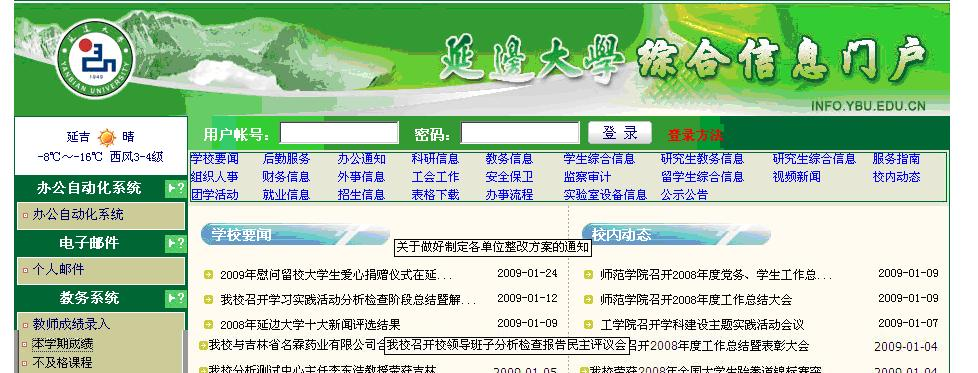 延邊大學 综合信息门户
INFO.YBU.EDU.CN
YANBIAN UNIVERSITY
1949
延吉 晴
-8℃~-16℃ 西风3-4级
用户帐号： 密码： 登 录 登录方法
学校要闻 后勤服务 办公通知 科研信息 教务信息 学生综合信息 研究生教务信息 研究生综合信息 服务指南
组织人事 财务信息 外事信息 工会工作 安全保卫 监察审计 留学生综合信息 视频新闻 校内动态
团学活动 就业信息 招生信息 表格下载 办事流程 实验室设备信息 公示公告
办公自动化系统
办公自动化系统
电子邮件
个人邮件
教务系统
教师成绩录入
本学期成绩
不及格课程
学校要闻
关于做好制定各单位整改方案的通知
2009年慰问留校大学生爱心捐赠仪式在延... 2009-01-24
我校召开学习实践活动分析检查阶段总结暨解... 2009-01-12
2008年延边大学十大新闻评选结果 2009-01-09
我校与吉林省名霖药业有限公司合
我校召开校领导班子分析检查报告民主评议会
我校分析测试中心主任李东浩教授荣获吉林 2009-01-05
校内动态
师范学院召开2008年度党务、学生工作总... 2009-01-09
师范学院召开2008年度工作总结大会 2009-01-09
工学院召开学科建设主题实践活动会议 2009-01-07
召开2008年度工作总结暨表彰大会 2009-01-04
我校荣获2008年全国大学生跆拳道锦标赛突 2009-01-04